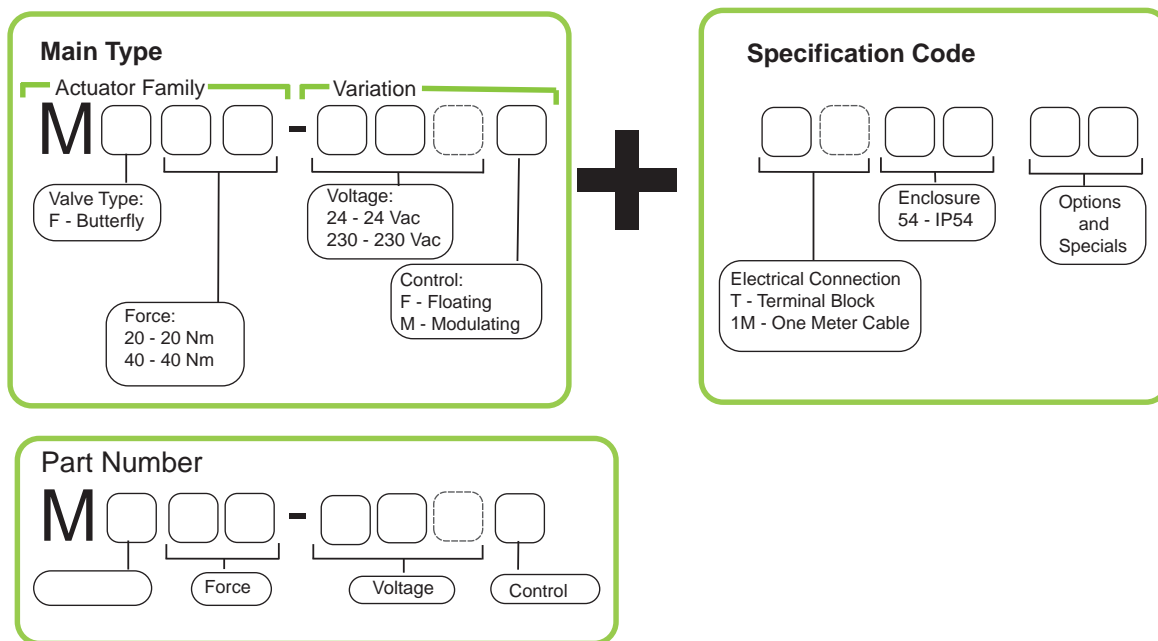 Main Type
Actuator Family
Variation
M -
Valve Type:
F - Butterfly
Force:
20 - 20 Nm
40 - 40 Nm
Voltage:
24 - 24 Vac
230 - 230 Vac
Control:
F - Floating
M - Modulating
+
Specification Code
Electrical Connection
T - Terminal Block
1M - One Meter Cable
Enclosure
54 - IP54
Options
and
Specials
Part Number
M -
Force
Voltage
Control